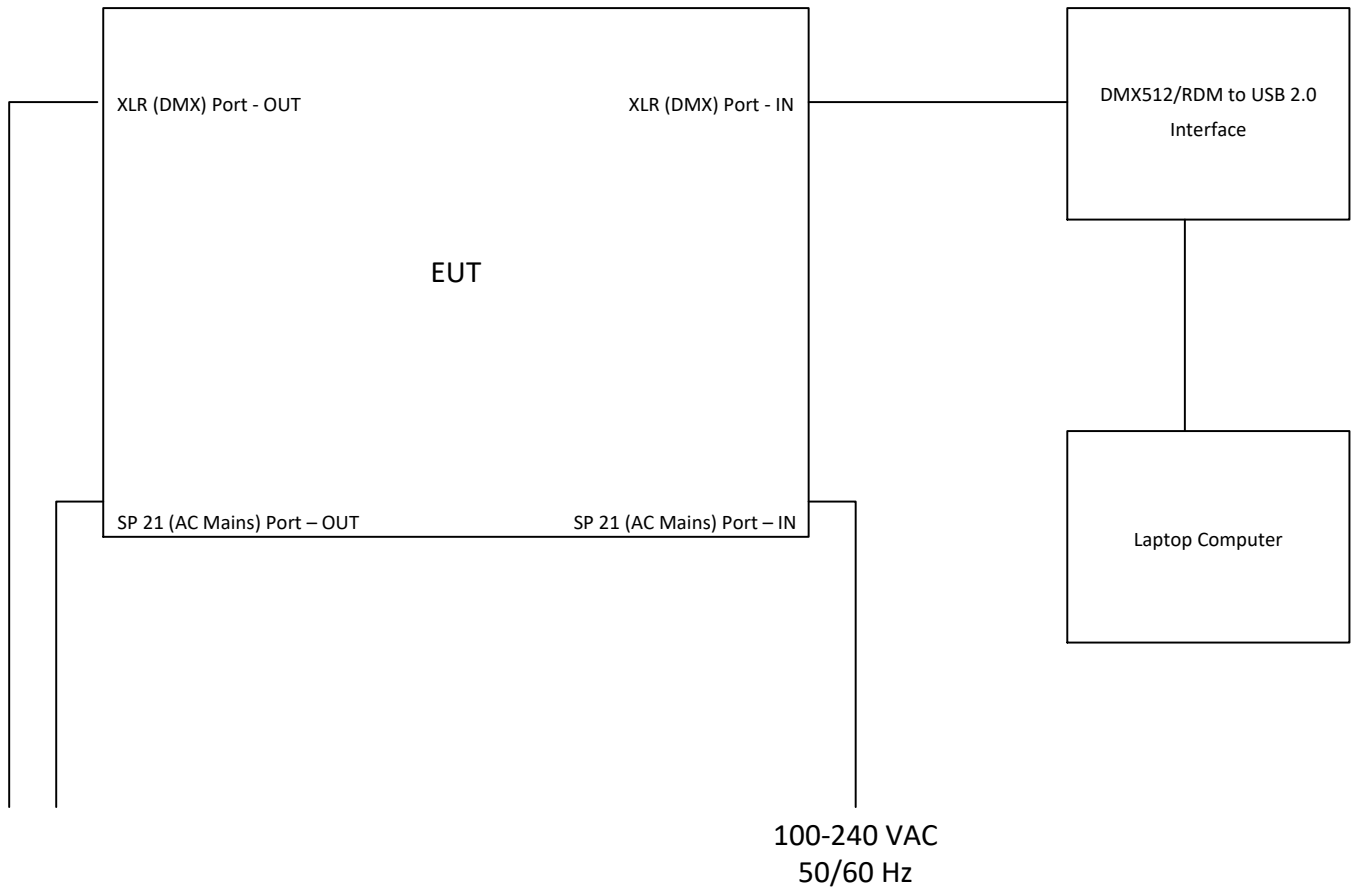 XLR (DMX) Port - OUT
XLR (DMX) Port - IN
DMX512/RDM to USB 2.0
Interface
EUT
SP 21 (AC Mains) Port – OUT
SP 21 (AC Mains) Port – IN
Laptop Computer
100-240 VAC
50/60 Hz